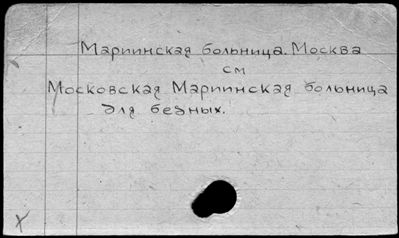 Мариинская больница. Москва
см
Московская Мариинская больница
для бедных.
X